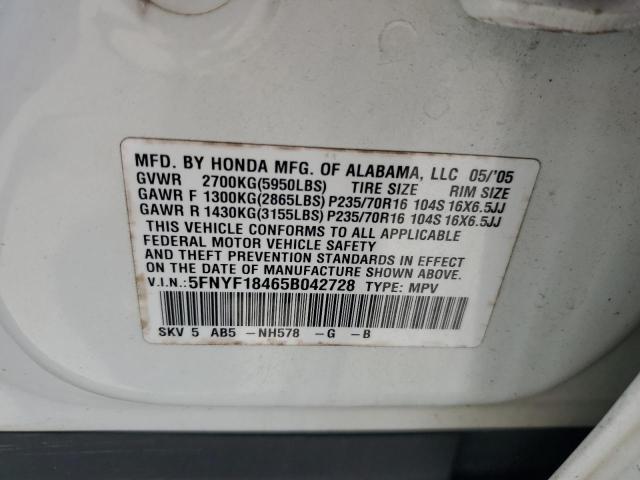 MFD. BY HONDA MFG. OF ALABAMA, LLC 05/'05
GVWR 2700KG(5950LBS) TIRE SIZE RIM SIZE
GAWR F 1300KG(2865LBS) P235/70R16 104S 16X6.5JJ
GAWR R 1430KG(3155LBS) P235/70R16 104S 16X6.5JJ
THIS VEHICLE CONFORMS TO ALL APPLICABLE
FEDERAL MOTOR VEHICLE SAFETY
AND THEFT PREVENTION STANDARDS IN EFFECT
ON THE DATE OF MANUFACTURE SHOWN ABOVE.
V.I.N.:5FNYF18465B042728 TYPE: MPV
SKV 5 AB5 -NH578 -G -B